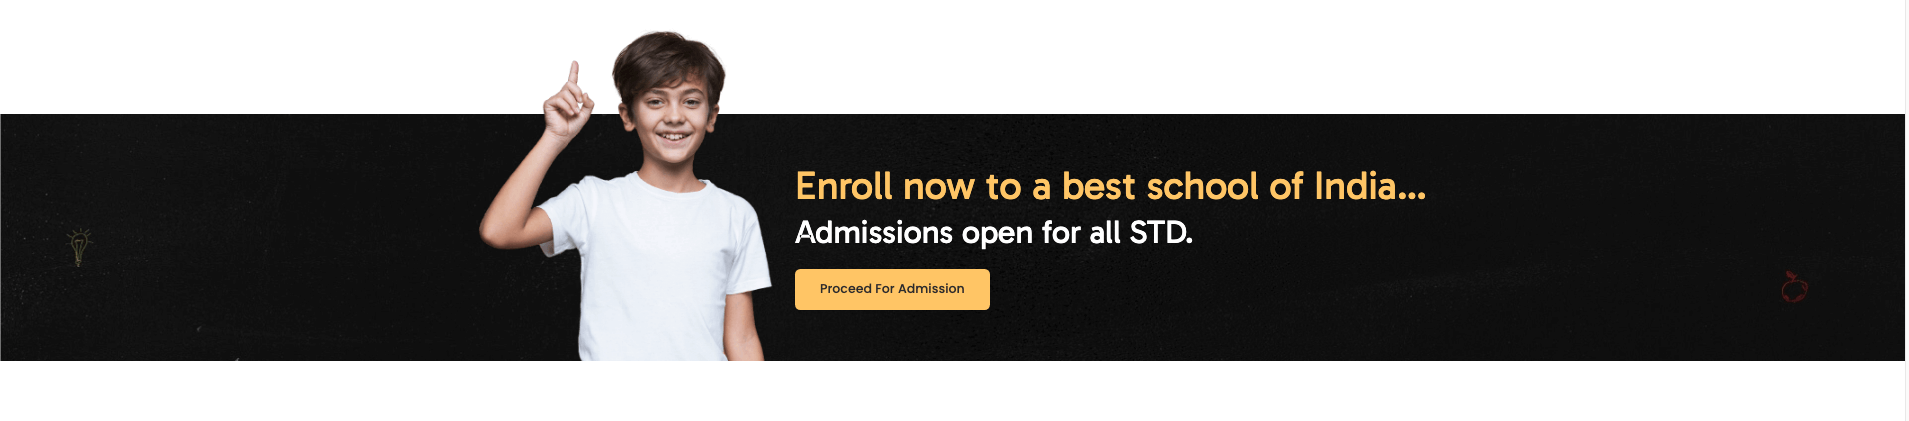 Enroll now to a best school of India...
Admissions open for all STD.
Proceed For Admission